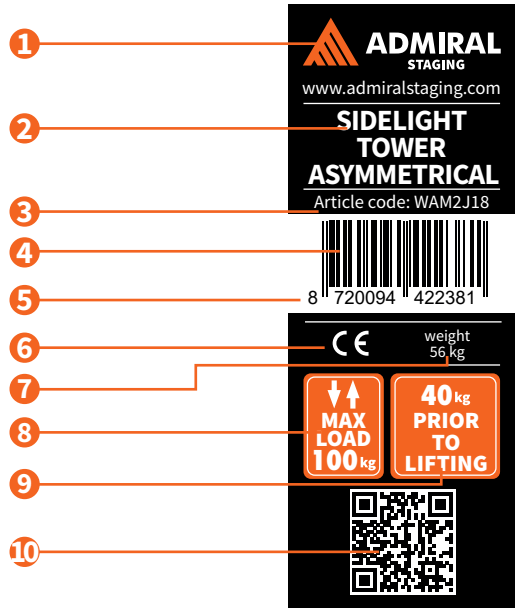 1
ADMIRAL
STAGING
www.admiralstaging.com
2
SIDELIGHT
TOWER
ASYMMETRICAL
3
Article code: WAM2J18
4
5
8 720094 422381
6
CE
weight
56 kg
7
8
MAX
LOAD
100 kg
40 kg
PRIOR
TO
LIFTING
9
10